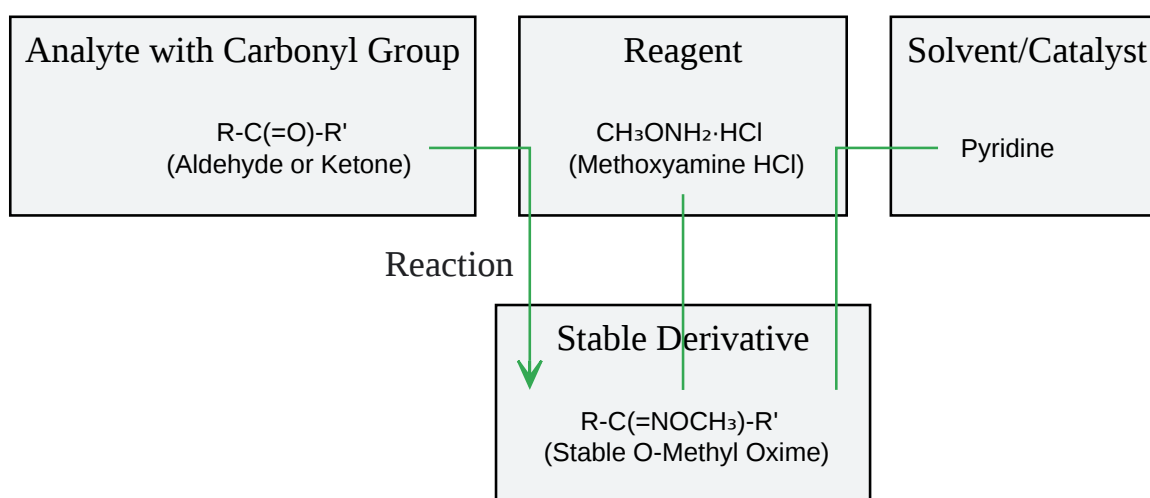 Analyte with Carbonyl Group
R-C(=O)-R'
(Aldehyde or Ketone)
Reagent
CH₃ONH₂·HCl
(Methoxyamine HCl)
Solvent/Catalyst
Pyridine
Reaction
Stable Derivative
R-C(=NOCH₃)-R'
(Stable O-Methyl Oxime)